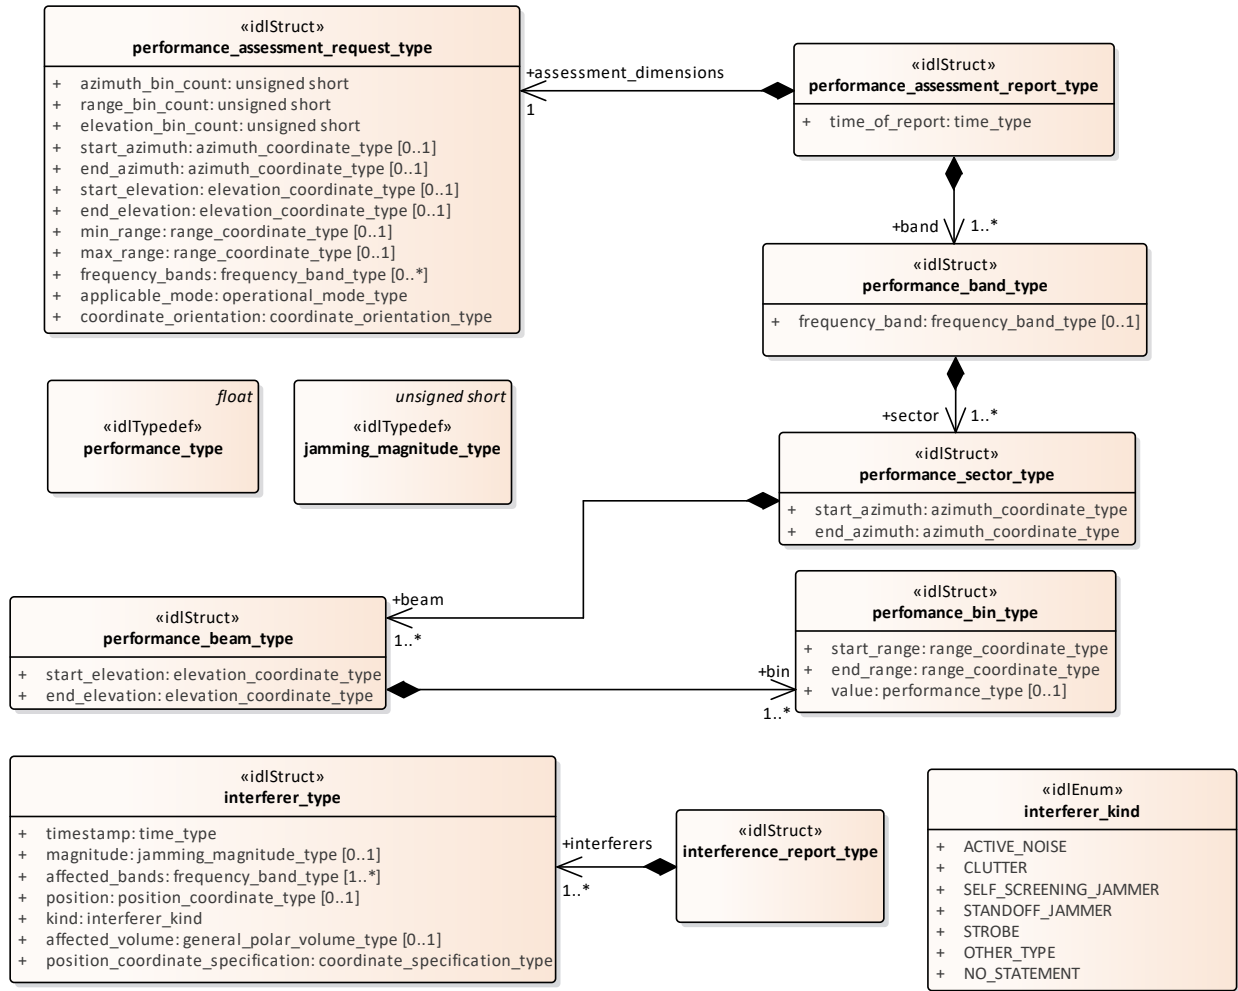 «idlStruct»
performance_assessment_request_type
+ azimuth_bin_count: unsigned short
+ range_bin_count: unsigned short
+ elevation_bin_count: unsigned short
+ start_azimuth: azimuth_coordinate_type [0..1]
+ end_azimuth: azimuth_coordinate_type [0..1]
+ start_elevation: elevation_coordinate_type [0..1]
+ end_elevation: elevation_coordinate_type [0..1]
+ min_range: range_coordinate_type [0..1]
+ max_range: range_coordinate_type [0..1]
+ frequency_bands: frequency_band_type [0..*]
+ applicable_mode: operational_mode_type
+ coordinate_orientation: coordinate_orientation_type
+assessment_dimensions
1
«idlStruct»
performance_assessment_report_type
+ time_of_report: time_type
+band 1..*
«idlStruct»
performance_band_type
+ frequency_band: frequency_band_type [0..1]
+sector 1..*
float
«idlTypedef»
performance_type
unsigned short
«idlTypedef»
jamming_magnitude_type
«idlStruct»
performance_sector_type
+ start_azimuth: azimuth_coordinate_type
+ end_azimuth: azimuth_coordinate_type
+beam
1..*
«idlStruct»
performance_beam_type
+ start_elevation: elevation_coordinate_type
+ end_elevation: elevation_coordinate_type
+bin
1..*
«idlStruct»
perfomance_bin_type
+ start_range: range_coordinate_type
+ end_range: range_coordinate_type
+ value: performance_type [0..1]
«idlStruct»
interferer_type
+ timestamp: time_type
+ magnitude: jamming_magnitude_type [0..1]
+ affected_bands: frequency_band_type [1..*]
+ position: position_coordinate_type [0..1]
+ kind: interferer_kind
+ affected_volume: general_polar_volume_type [0..1]
+ position_coordinate_specification: coordinate_specification_type
+interferers
1..*
«idlStruct»
interference_report_type
«idlEnum»
interferer_kind
+ ACTIVE_NOISE
+ CLUTTER
+ SELF_SCREENING_JAMMER
+ STANDOFF_JAMMER
+ STROBE
+ OTHER_TYPE
+ NO_STATEMENT